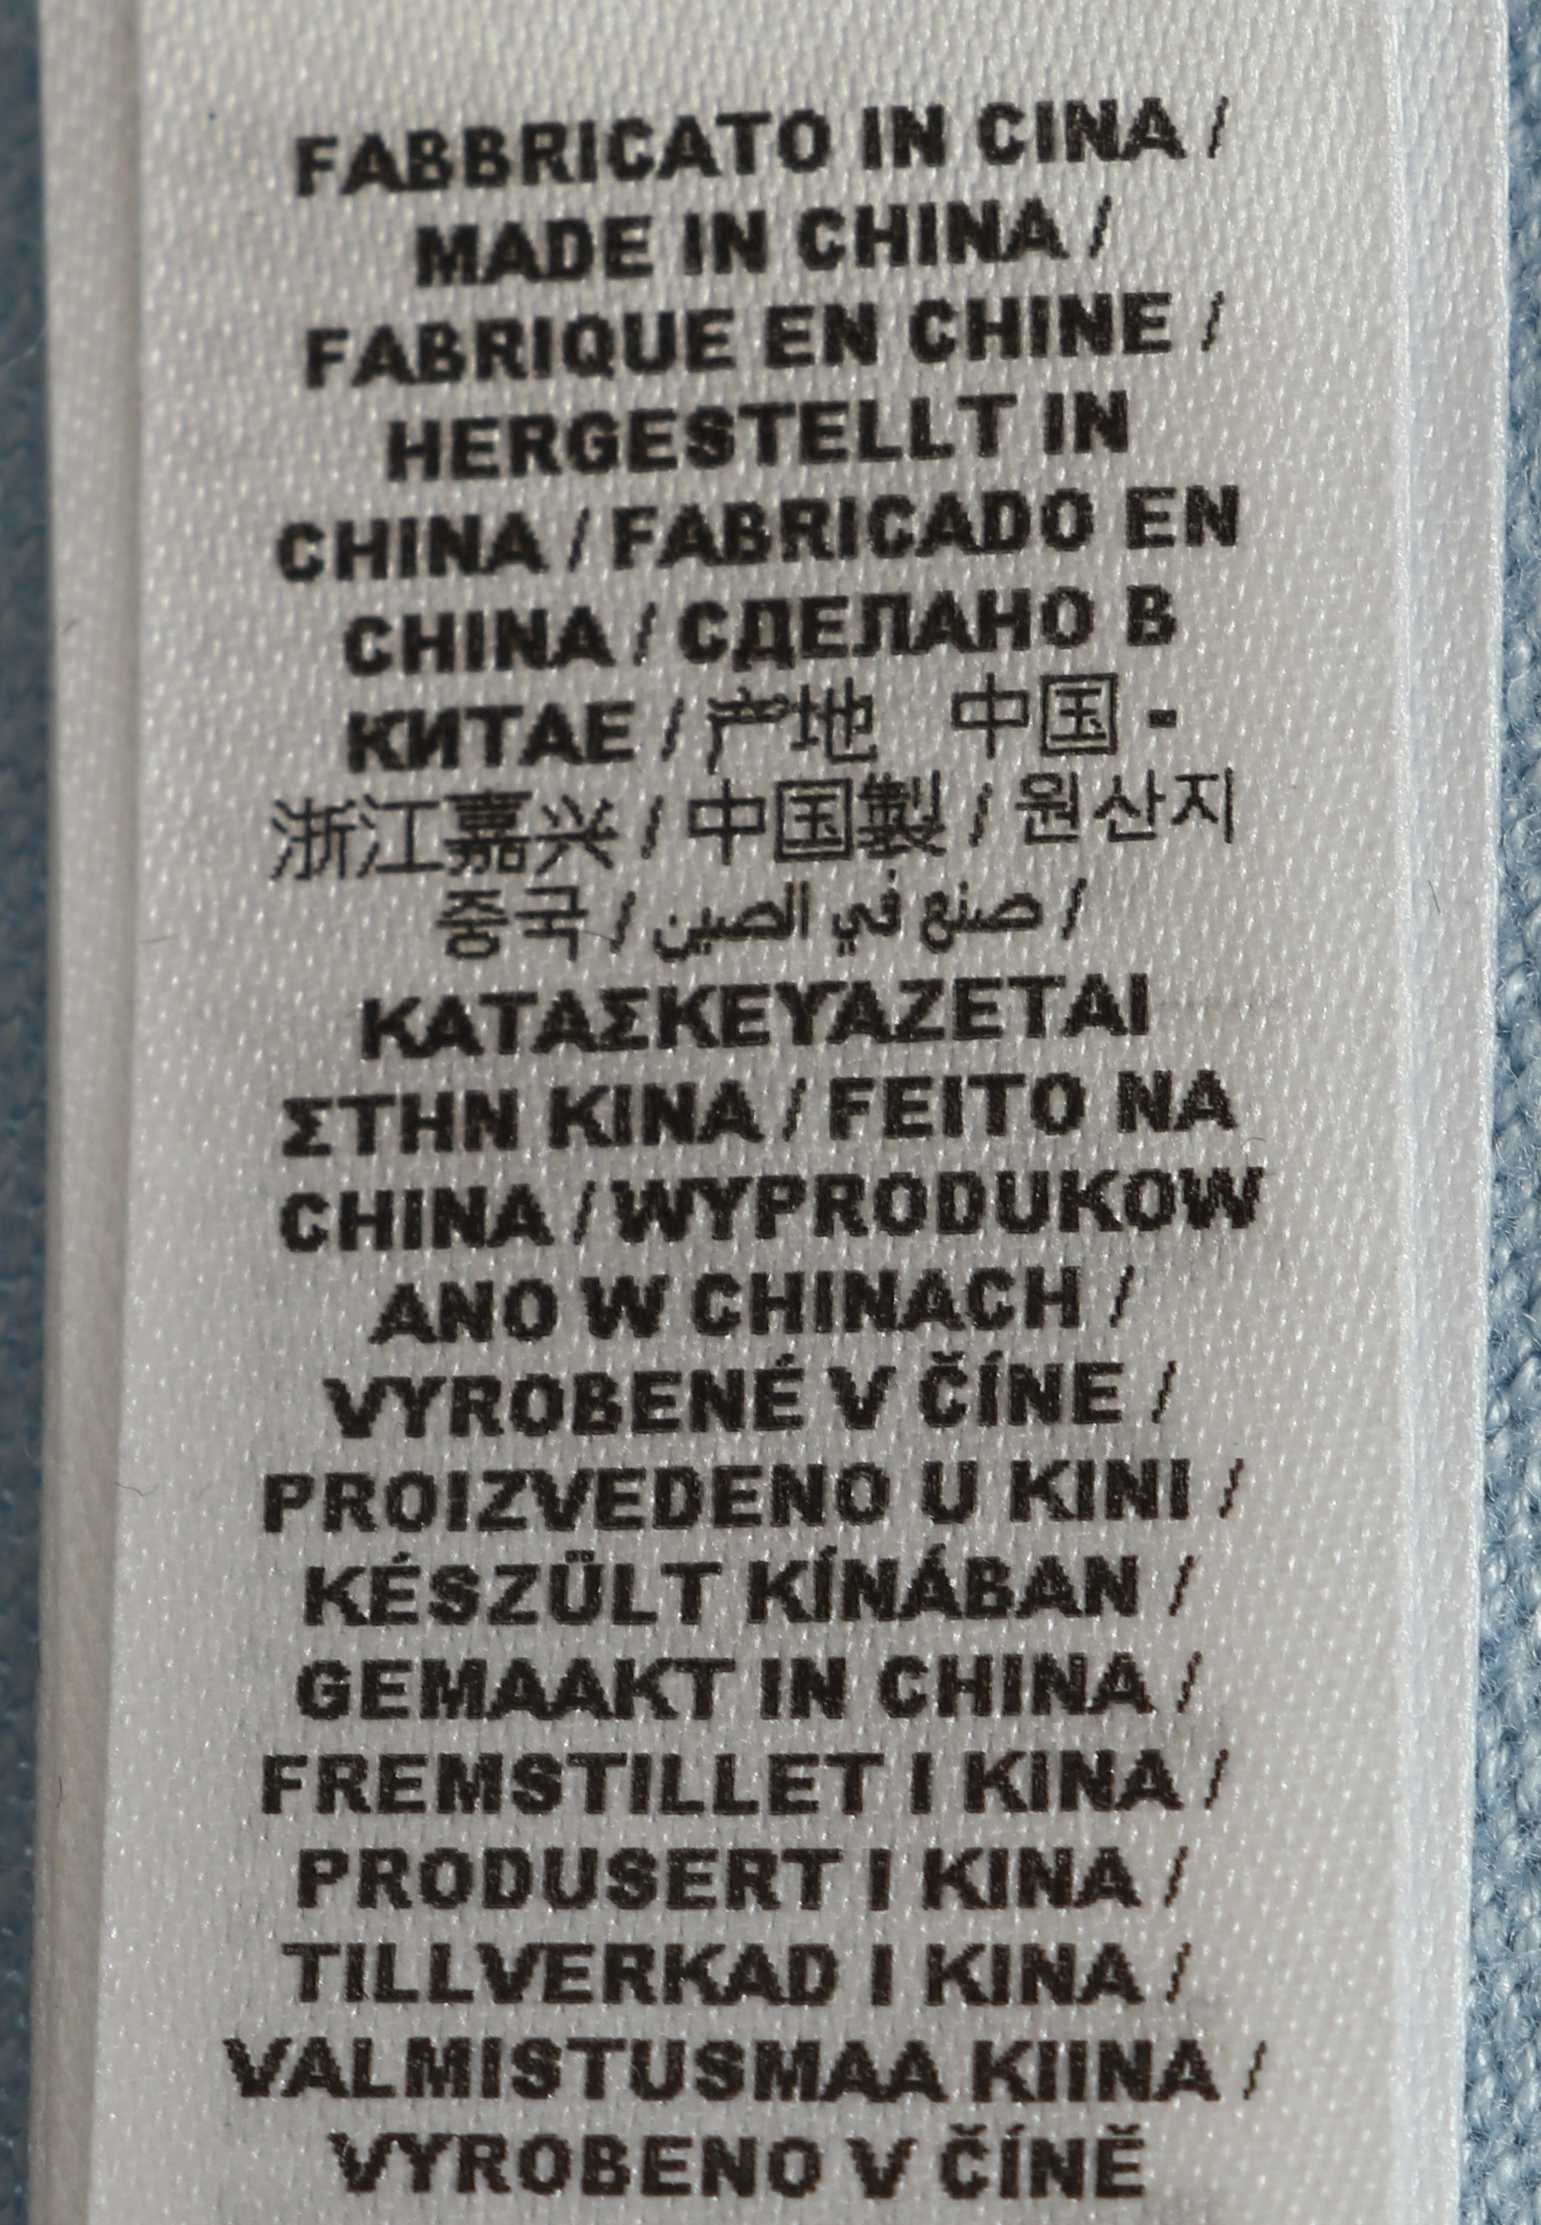 FABBRICATO IN CINA /
MADE IN CHINA /
FABRIQUE EN CHINE /
HERGESTELLT IN
CHINA / FABRICADO EN
CHINA / СДЕЛАНО В
КИТАЕ / 产地 中国 -
浙江嘉兴 / 中国製 / 원산지
중국 / صنع في الصين /
ΚΑΤΑΣΚΕΥΑΖΕΤΑΙ
ΣΤΗΝ ΚΙΝΑ / FEITO NA
CHINA / WYPRODUKOW
ANO W CHINACH /
VYROBENÉ V ČÍNE /
PROIZVEDENO U KINI /
KÉSZÜLT KÍNÁBAN /
GEMAAKT IN CHINA /
FREMSTILLET I KINA /
PRODUSERT I KINA /
TILLVERKAD I KINA /
VALMISTUSMAA KIINA /
VYROBENO V ČÍNĚ